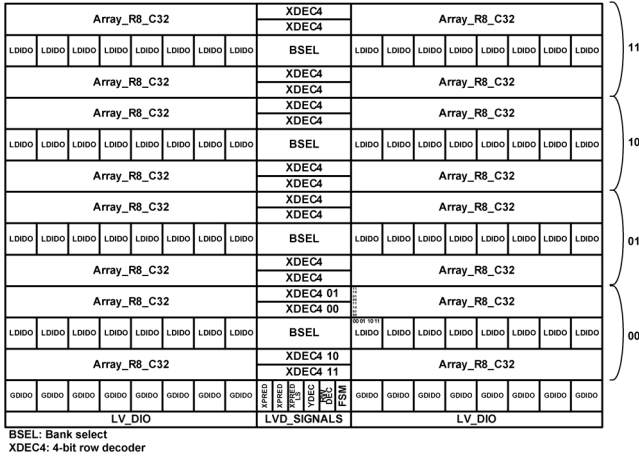 Array_R8_C32 XDEC4 Array_R8_C32
XDEC4
LDIDO LDIDO LDIDO LDIDO LDIDO LDIDO LDIDO LDIDO BSEL LDIDO LDIDO LDIDO LDIDO LDIDO LDIDO LDIDO LDIDO 11
Array_R8_C32 XDEC4 Array_R8_C32
XDEC4
Array_R8_C32 XDEC4 Array_R8_C32
XDEC4
LDIDO LDIDO LDIDO LDIDO LDIDO LDIDO LDIDO LDIDO BSEL LDIDO LDIDO LDIDO LDIDO LDIDO LDIDO LDIDO LDIDO 10
Array_R8_C32 XDEC4 Array_R8_C32
XDEC4
Array_R8_C32 XDEC4 Array_R8_C32
XDEC4
LDIDO LDIDO LDIDO LDIDO LDIDO LDIDO LDIDO LDIDO BSEL LDIDO LDIDO LDIDO LDIDO LDIDO LDIDO LDIDO LDIDO 01
Array_R8_C32 XDEC4 Array_R8_C32
XDEC4
Array_R8_C32 XDEC4 01 Array_R8_C32
XDEC4 00
00 01 10 11
LDIDO LDIDO LDIDO LDIDO LDIDO LDIDO LDIDO LDIDO BSEL LDIDO LDIDO LDIDO LDIDO LDIDO LDIDO LDIDO LDIDO 00
Array_R8_C32 XDEC4 10 Array_R8_C32
XDEC4 11
GDIDO GDIDO GDIDO GDIDO GDIDO GDIDO GDIDO GDIDO XPRED XPRED XPRED LS YDEC RW DEC FSM GDIDO GDIDO GDIDO GDIDO GDIDO GDIDO GDIDO GDIDO
LV_DIO LVD_SIGNALS LV_DIO
BSEL: Bank select
XDEC4: 4-bit row decoder